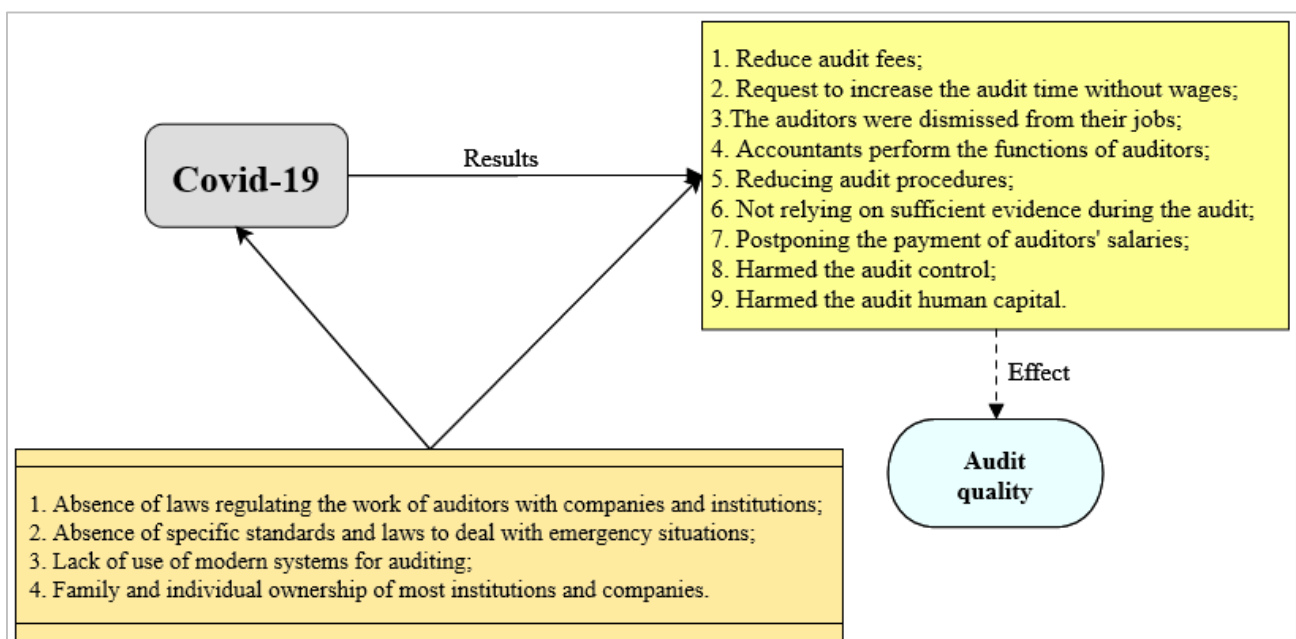 1. Reduce audit fees;
2. Request to increase the audit time without wages;
3.The auditors were dismissed from their jobs;
4. Accountants perform the functions of auditors;
5. Reducing audit procedures;
6. Not relying on sufficient evidence during the audit;
7. Postponing the payment of auditors' salaries;
8. Harmed the audit control;
9. Harmed the audit human capital.
Covid-19
Results
Effect
Audit
quality
1. Absence of laws regulating the work of auditors with companies and institutions;
2. Absence of specific standards and laws to deal with emergency situations;
3. Lack of use of modern systems for auditing;
4. Family and individual ownership of most institutions and companies.